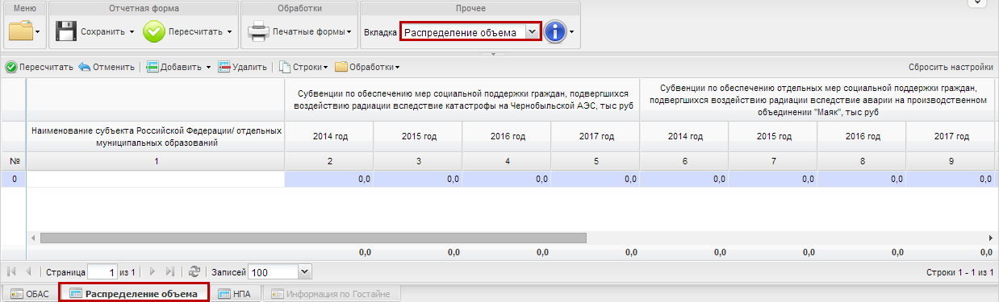 Меню
Отчетная форма
Обработки
Прочее
Сохранить
Пересчитать
Печатные формы
Вкладка
Распределение объема
Пересчитать
Отменить
Добавить
Удалить
Строки
Обработки
Сбросить настройки
Субвенции по обеспечению мер социальной поддержки граждан, подвергшихся
воздействию радиации вследствие катастрофы на Чернобыльской АЭС, тыс руб
Субвенции по обеспечению отдельных мер социальной поддержки граждан,
подвергшихся воздействию радиации вследствие аварии на производственном
объединении "Маяк", тыс руб
Наименование субъекта Российской Федерации/ отдельных
муниципальных образований
2014 год 2015 год 2016 год 2017 год 2014 год 2015 год 2016 год 2017 год
№ 1 2 3 4 5 6 7 8 9
0 0,0 0,0 0,0 0,0 0,0 0,0 0,0 0,0
0,0 0,0 0,0 0,0 0,0 0,0 0,0 0,0
Страница 1 из 1 Записей 100 Строки 1 - 1 из 1
ОБАС Распределение объема НПА Информация по Гостайне